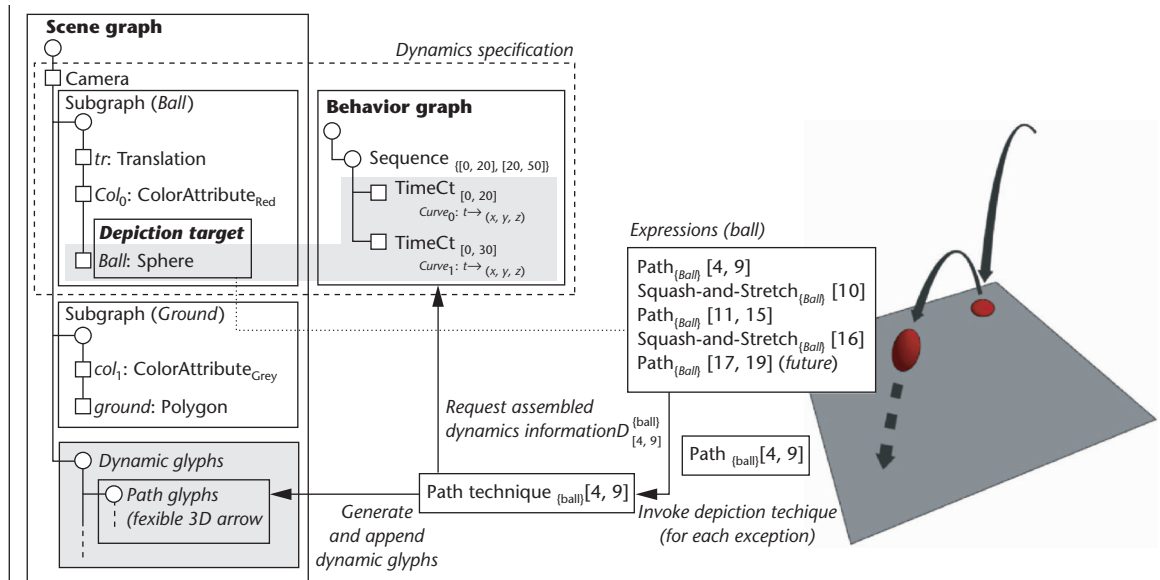 Scene graph
Dynamics specification
Camera
Subgraph (Ball)
tr: Translation
Col0: ColorAttributeRed
Depiction target
Ball: Sphere
Behavior graph
Sequence {[0, 20], [20, 50]}
TimeCt [0, 20]
Curve0: t→ (x, y, z)
TimeCt [0, 30]
Curve1: t→ (x, y, z)
Subgraph (Ground)
col1: ColorAttributeGrey
ground: Polygon
Dynamic glyphs
Path glyphs
(fexible 3D arrow
Expressions (ball)
Path{Ball} [4, 9]
Squash-and-Stretch{Ball} [10]
Path{Ball} [11, 15]
Squash-and-Stretch{Ball} [16]
Path{Ball} [17, 19] (future)
Request assembled
dynamics informationD {ball} [4, 9]
Path {ball}[4, 9]
Path technique {ball}[4, 9]
Generate
and append
dynamic glyphs
Invoke depiction techique
(for each exception)